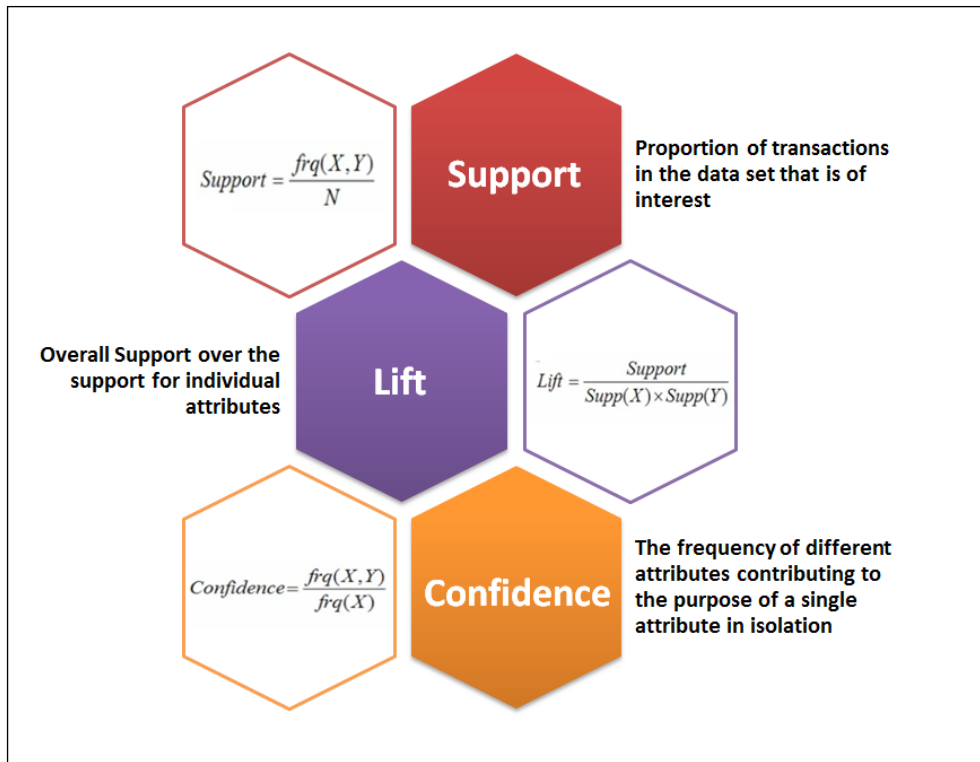 Support = frq(X,Y) / N
Support
Proportion of transactions
in the data set that is of
interest
Overall Support over the
support for individual
attributes
Lift
Lift = Support / Supp(X)×Supp(Y)
Confidence = frq(X,Y) / frq(X)
Confidence
The frequency of different
attributes contributing to
the purpose of a single
attribute in isolation